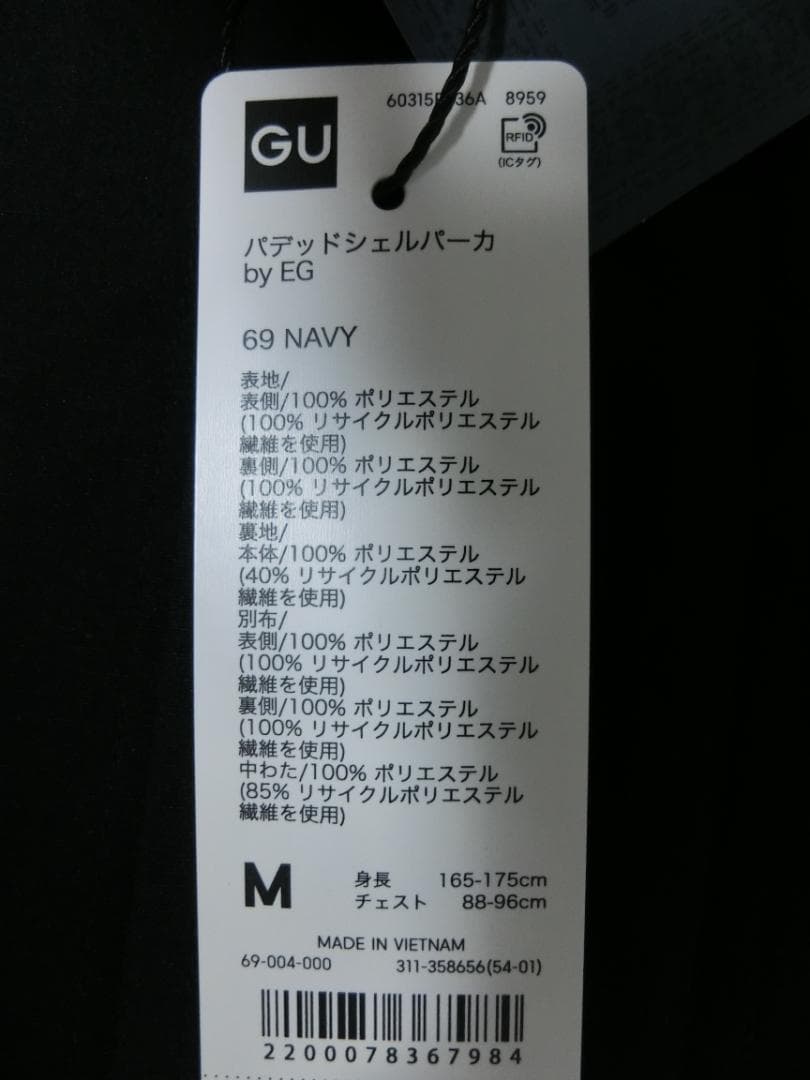 GU
8959
RFID
(ICタグ)
パデッドシェルパーカ
by EG
69 NAVY
表地/
表側/100% ポリエステル
(100% リサイクルポリエステル
繊維を使用)
裏側/100% ポリエステル
(100% リサイクルポリエステル
繊維を使用)
裏地/
本体/100% ポリエステル
(40% リサイクルポリエステル
繊維を使用)
別布/
表側/100% ポリエステル
(100% リサイクルポリエステル
繊維を使用)
裏側/100% ポリエステル
(100% リサイクルポリエステル
繊維を使用)
中わた/100% ポリエステル
(85% リサイクルポリエステル
繊維を使用)
M
身長 165-175cm
チェスト 88-96cm
MADE IN VIETNAM
69-004-000 311-358656(54-01)
2200078367984